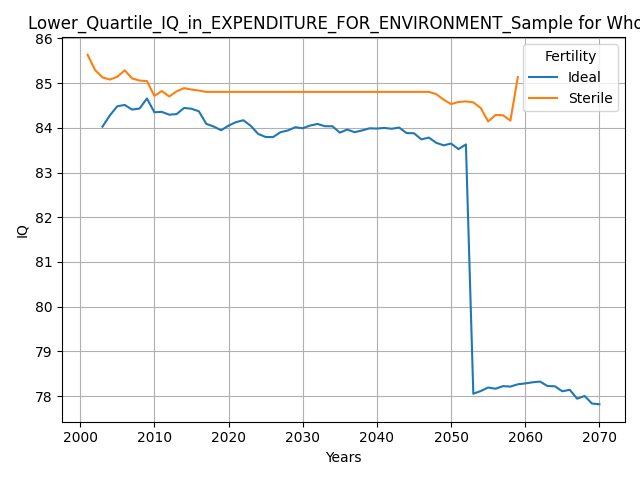 Lower_Quartile_IQ_in_EXPENDITURE_FOR_ENVIRONMENT_Sample for Who
86
85
84
83
82
81
80
79
78
IQ
Fertility
Ideal
Sterile
2000 2010 2020 2030 2040 2050 2060 2070
Years